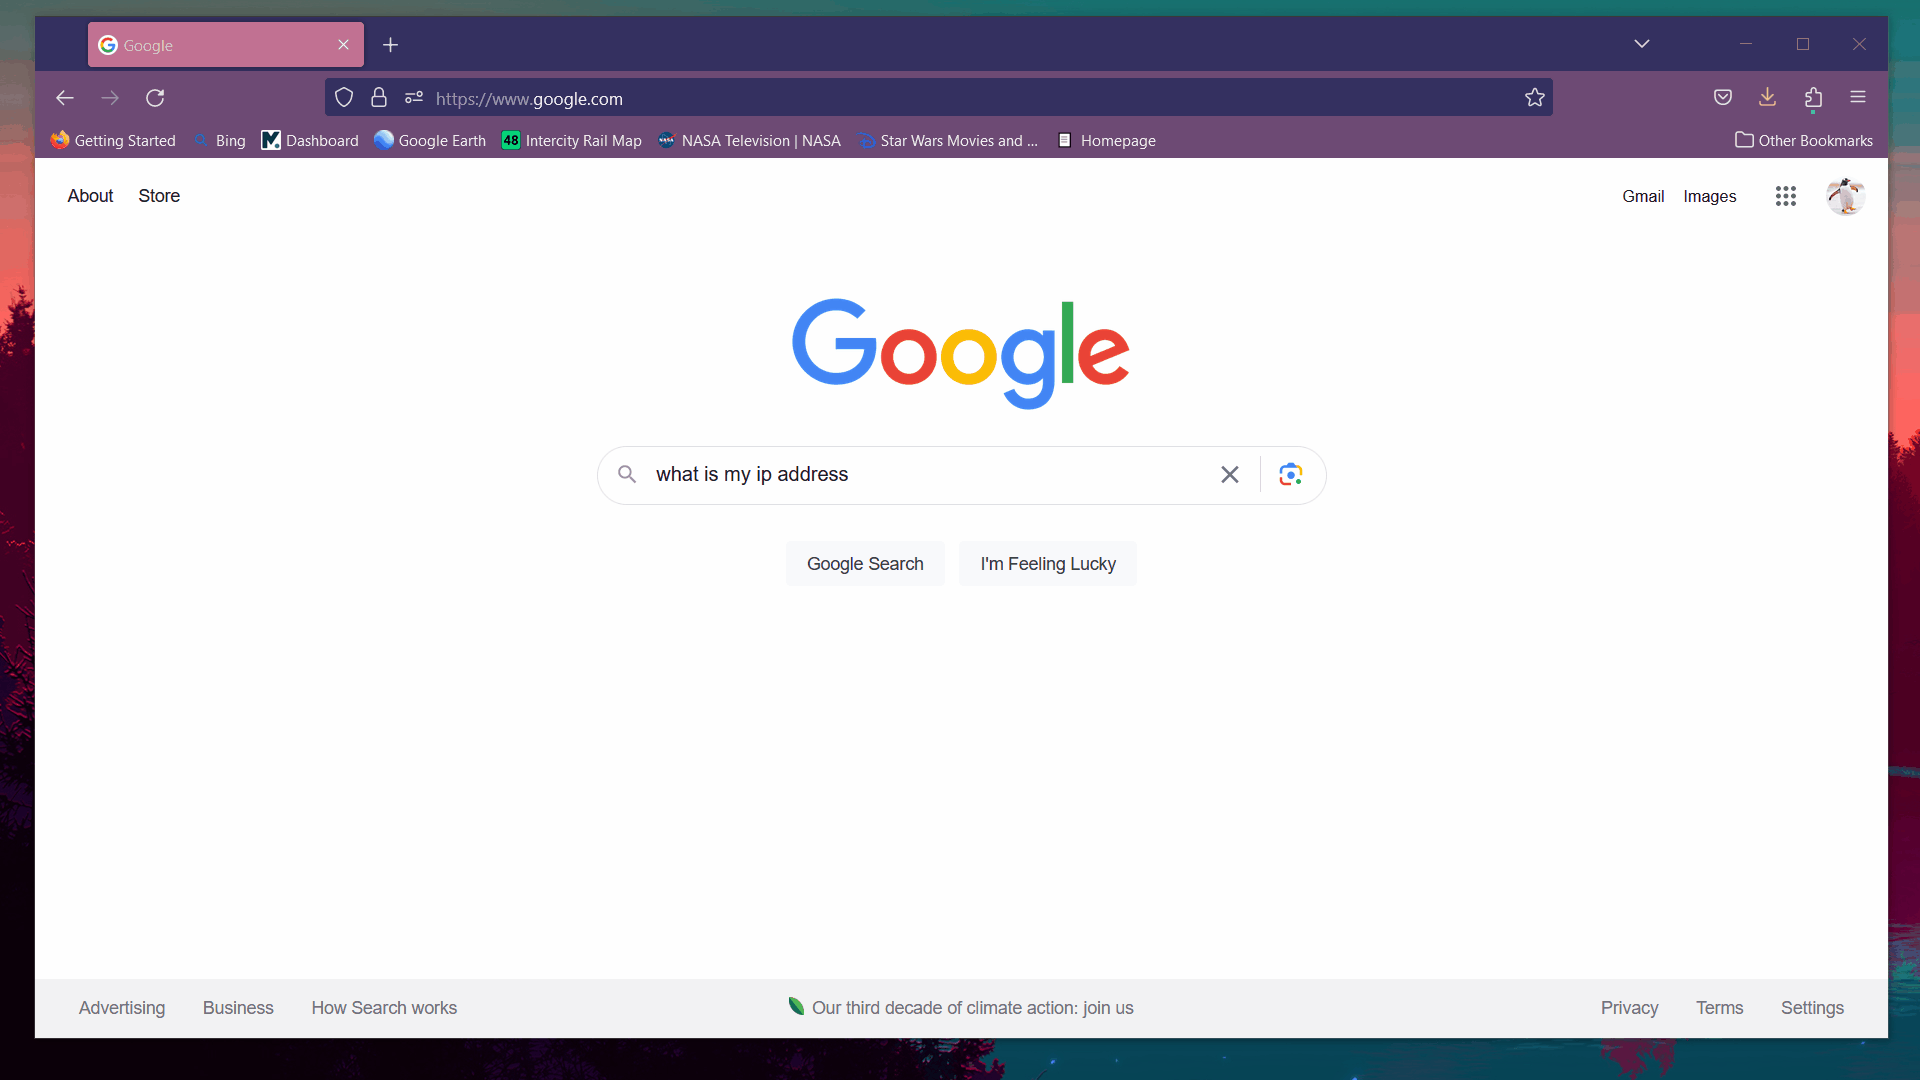 Google
https://www.google.com
Getting Started Bing Dashboard Google Earth 48 Intercity Rail Map NASA NASA Television | NASA Star Wars Movies and ... Homepage Other Bookmarks
About Store Gmail Images
Google
what is my ip address
Google Search I'm Feeling Lucky
Advertising Business How Search works Our third decade of climate action: join us Privacy Terms Settings